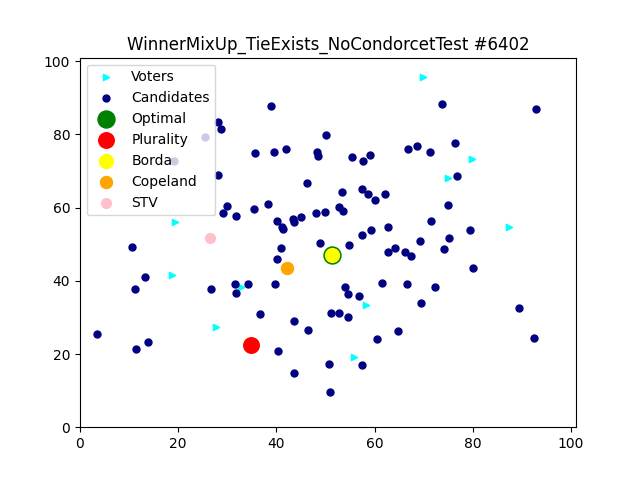 WinnerMixUp_TieExists_NoCondorcetTest #6402
100
80
60
40
20
0
Voters
Candidates
Optimal
Plurality
Borda
Copeland
STV
0 20 40 60 80 100